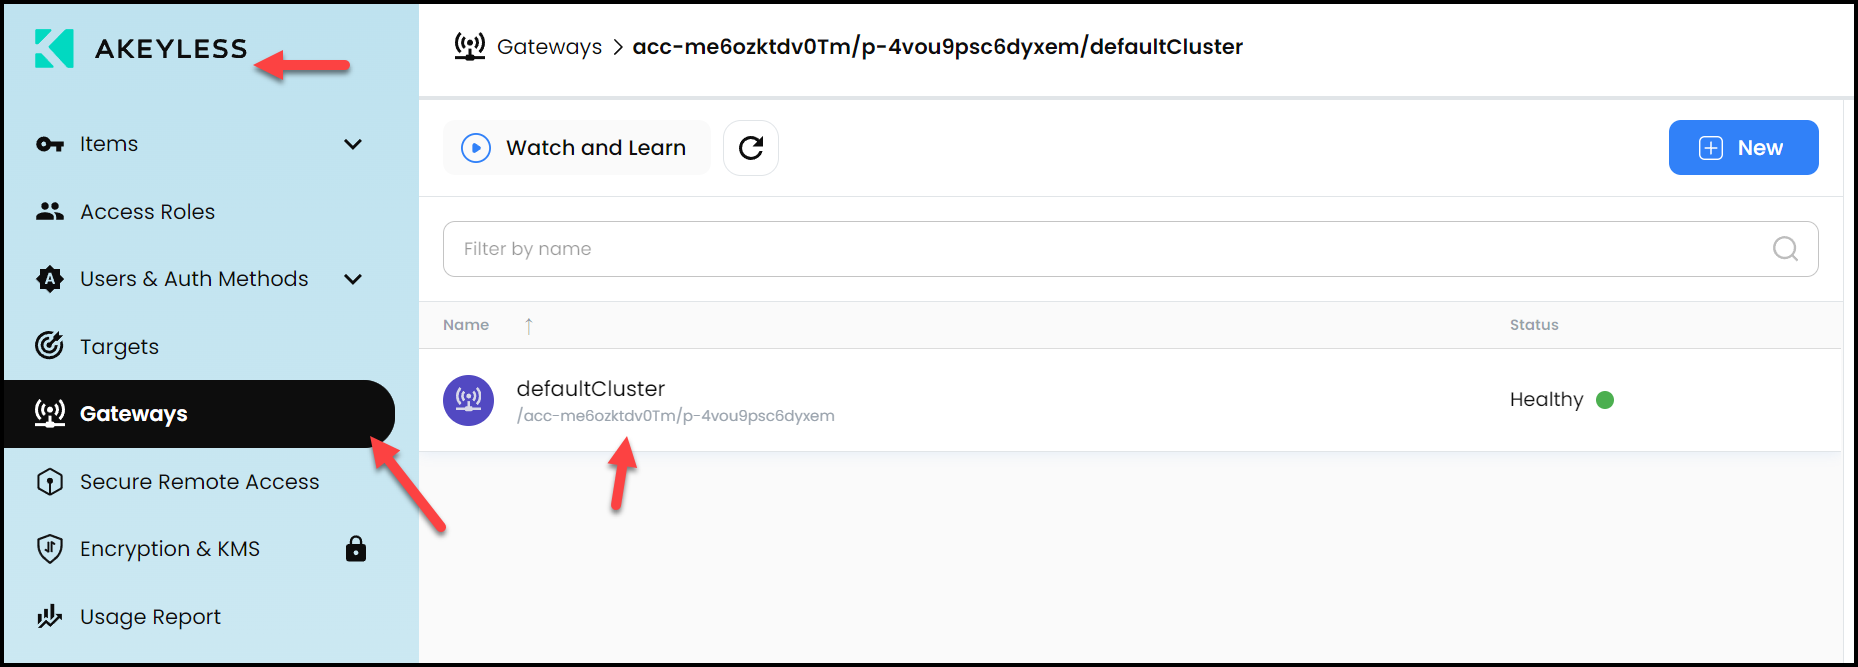 AKEYLESS
Items
Access Roles
Users & Auth Methods
Targets
Gateways
Secure Remote Access
Encryption & KMS
Usage Report
Gateways > acc-me6ozktdv0Tm/p-4vou9psc6dyxem/defaultCluster
Watch and Learn
New
Filter by name
Name ↑ Status
defaultCluster
/acc-me6ozktdv0Tm/p-4vou9psc6dyxem
Healthy